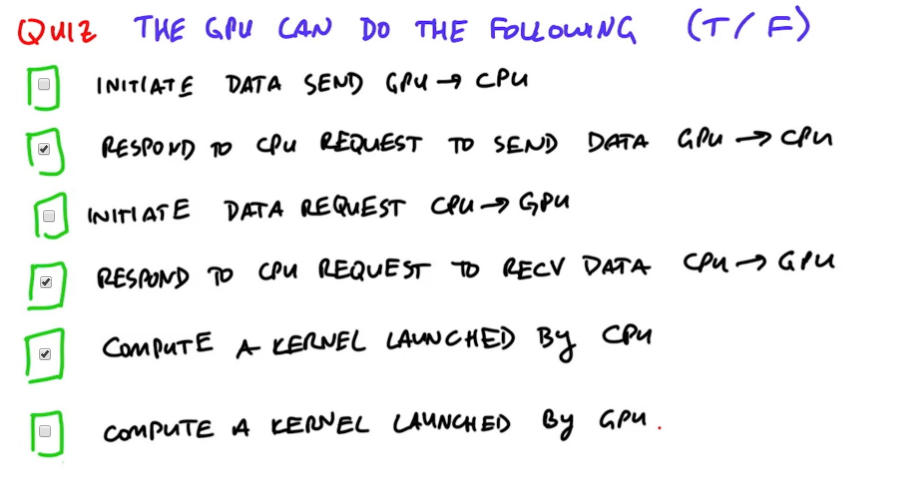 QUIZ THE GPU CAN DO THE FOLLOWING (T/F)
INITIATE DATA SEND GPU → CPU
RESPOND TO CPU REQUEST TO SEND DATA GPU → CPU
INITIATE DATA REQUEST CPU → GPU
RESPOND TO CPU REQUEST TO RECV DATA CPU → GPU
COMPUTE A KERNEL LAUNCHED By CPU
COMPUTE A KERNEL LAUNCHED By GPU.